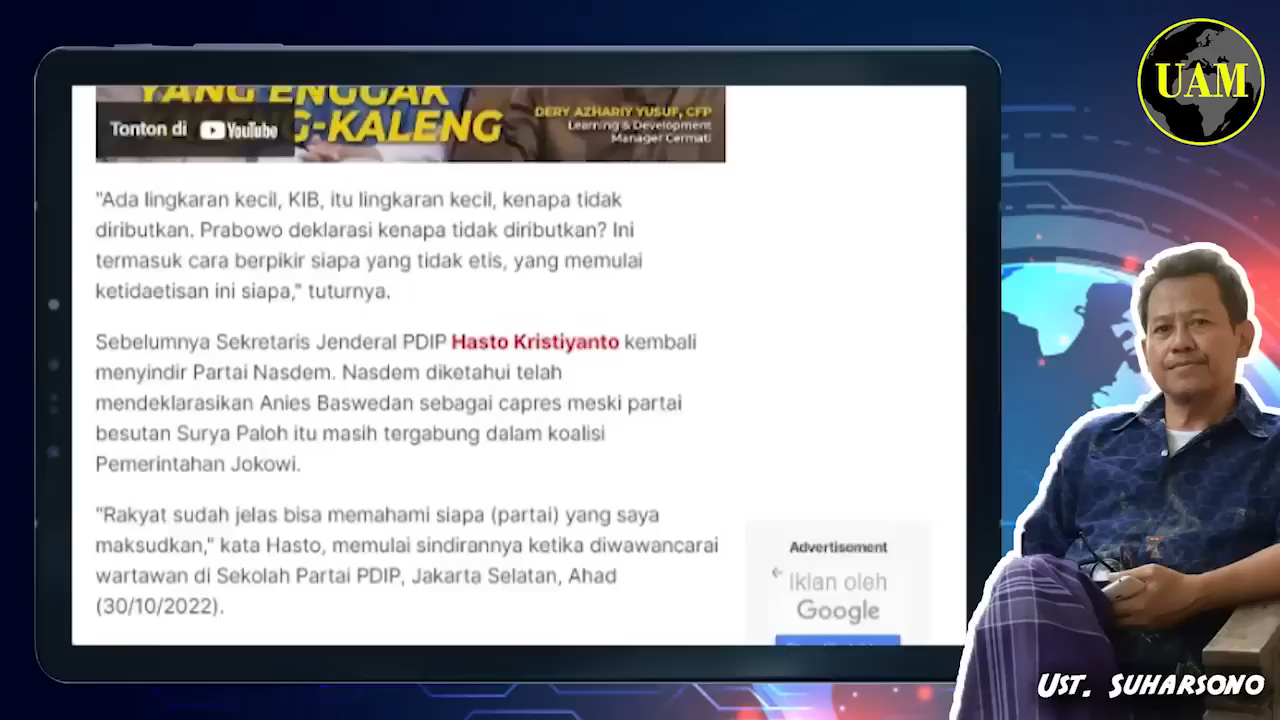 YANG ENGGAK
G-KALENG
Tonton di YouTube
DERY AZHARIY YUSUF, CFP
Learning & Development
Manager Cermati
"Ada lingkaran kecil, KIB, itu lingkaran kecil, kenapa tidak
diributkan. Prabowo deklarasi kenapa tidak diributkan? Ini
termasuk cara berpikir siapa yang tidak etis, yang memulai
ketidaetisan ini siapa," tuturnya.
Sebelumnya Sekretaris Jenderal PDIP Hasto Kristiyanto kembali
menyindir Partai Nasdem. Nasdem diketahui telah
mendeklarasikan Anies Baswedan sebagai capres meski partai
besutan Surya Paloh itu masih tergabung dalam koalisi
Pemerintahan Jokowi.
"Rakyat sudah jelas bisa memahami siapa (partai) yang saya
maksudkan," kata Hasto, memulai sindirannya ketika diwawancarai
wartawan di Sekolah Partai PDIP, Jakarta Selatan, Ahad
(30/10/2022).
Advertisement
Iklan oleh
Google
UAM
UST. SUHARSONO